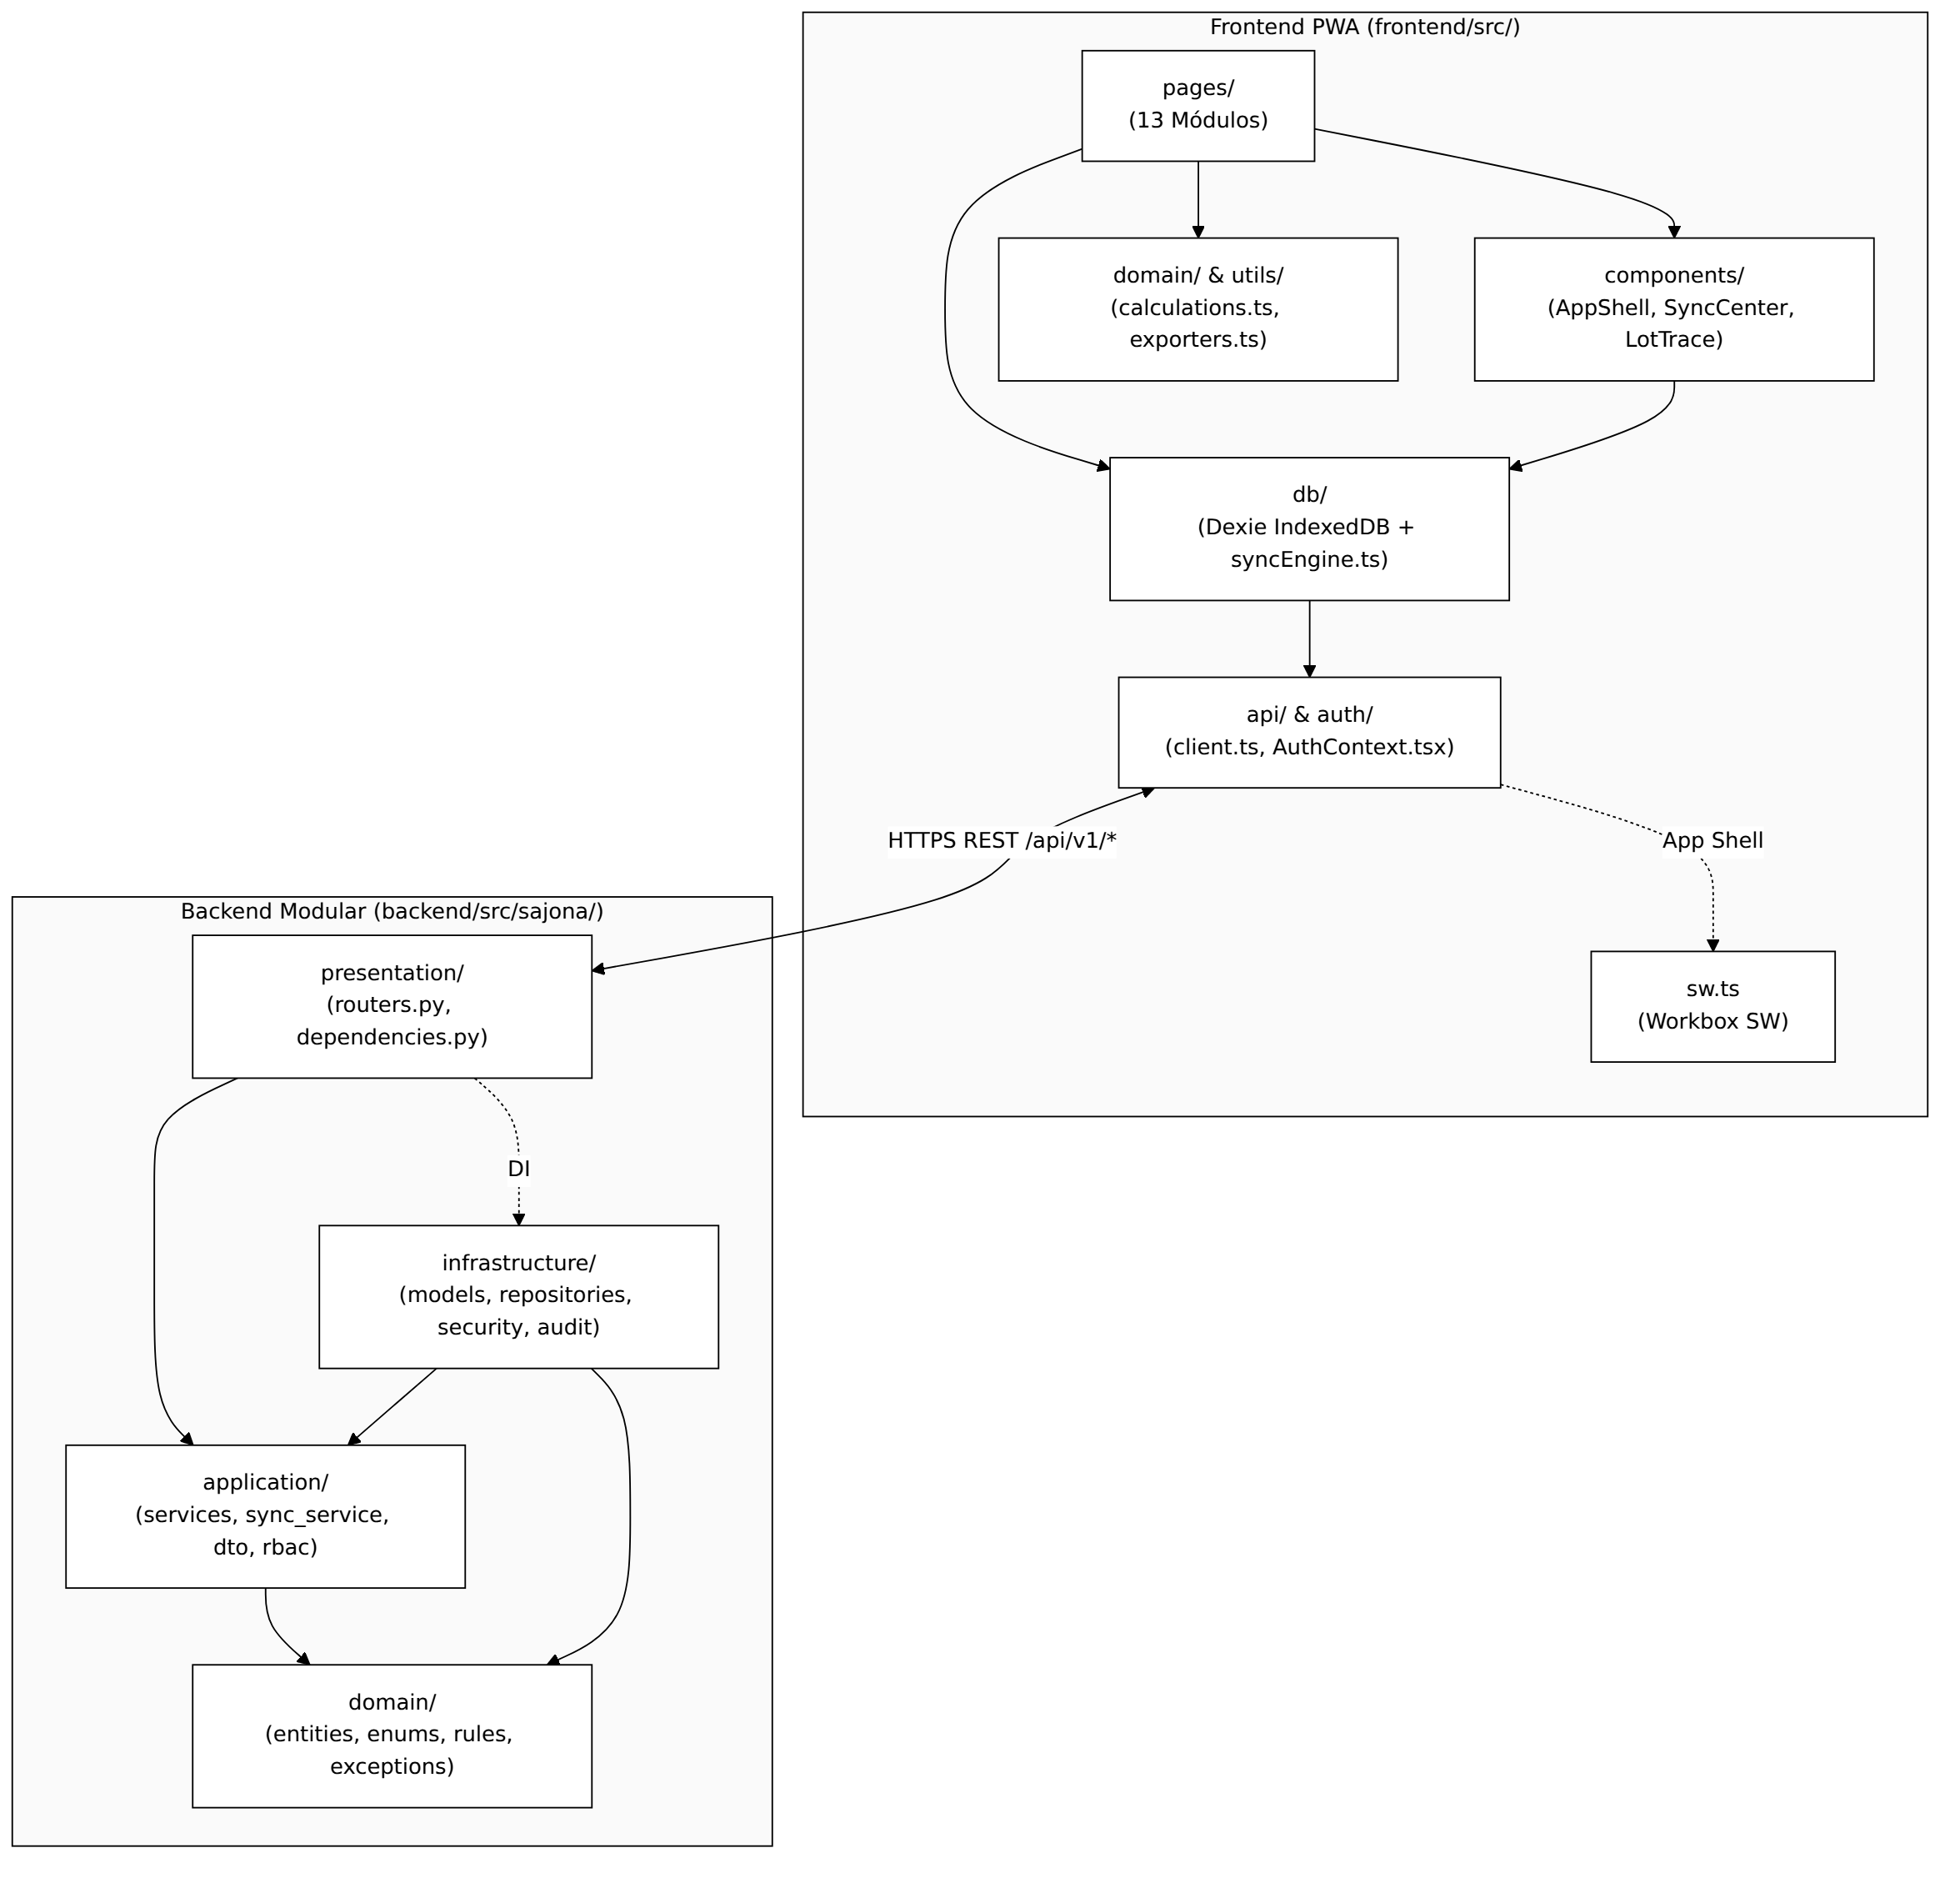 Frontend PWA (frontend/src/)
pages/
(13 Módulos)
domain/ & utils/
(calculations.ts,
exporters.ts)
components/
(AppShell, SyncCenter,
LotTrace)
db/
(Dexie IndexedDB +
syncEngine.ts)
api/ & auth/
(client.ts, AuthContext.tsx)
HTTPS REST /api/v1/*
App Shell
sw.ts
(Workbox SW)
Backend Modular (backend/src/sajona/)
presentation/
(routers.py,
dependencies.py)
DI
infrastructure/
(models, repositories,
security, audit)
application/
(services, sync_service,
dto, rbac)
domain/
(entities, enums, rules,
exceptions)